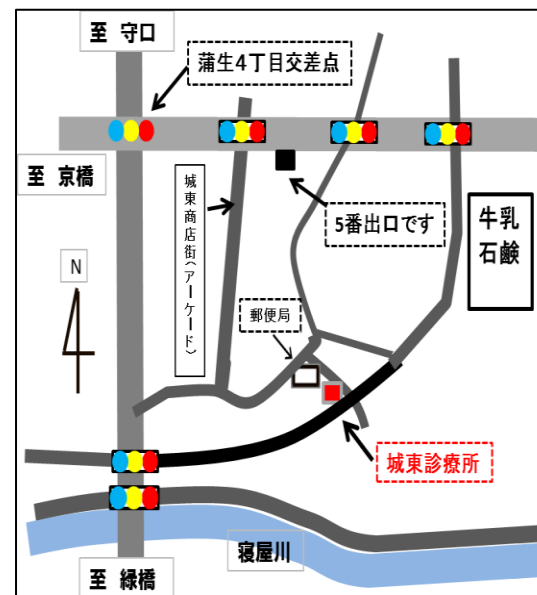 至 守口
蒲生4丁目交差点
至 京橋
城東商店街(アーケード)
5番出口です
牛乳
石鹸
N
郵便局
城東診療所
寝屋川
至 緑橋